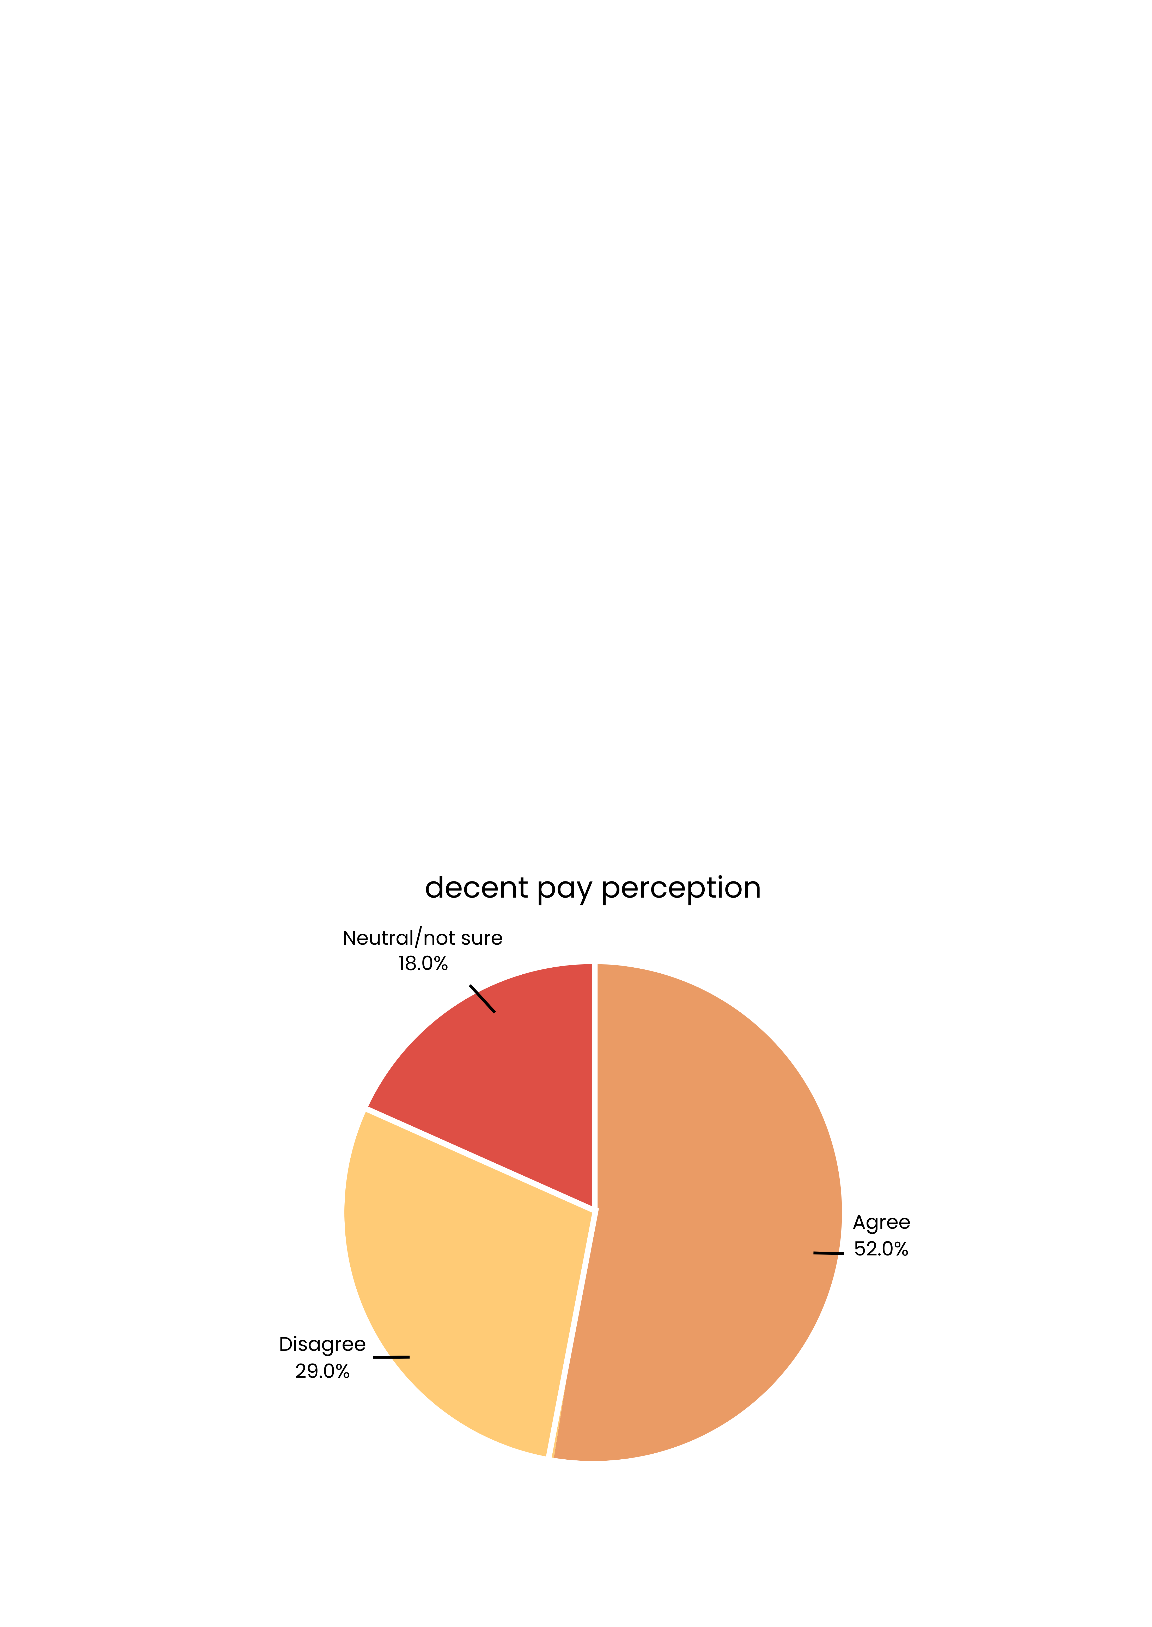 decent pay perception
Neutral/not sure
18.0%
Agree
52.0%
Disagree
29.0%